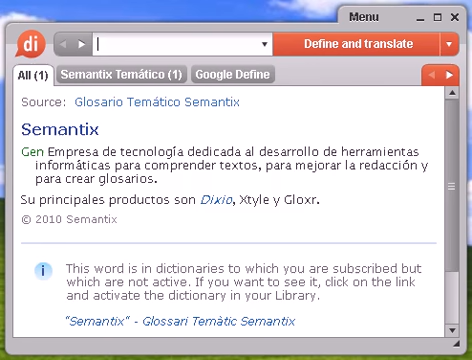 Menu
di
Define and translate
All (1)
Semantix Temático (1)
Google Define
Source: Glosario Temático Semantix
Semantix
Gen Empresa de tecnología dedicada al desarrollo de herramientas
informáticas para comprender textos, para mejorar la redacción y
para crear glosarios.
Su principales productos son Dixio, Xtyle y Gloxr.
© 2010 Semantix
i
This word is in dictionaries to which you are subscribed but
which are not active. If you want to see it, click on the link
and activate the dictionary in your Library.
"Semantix" - Glossari Temàtic Semantix